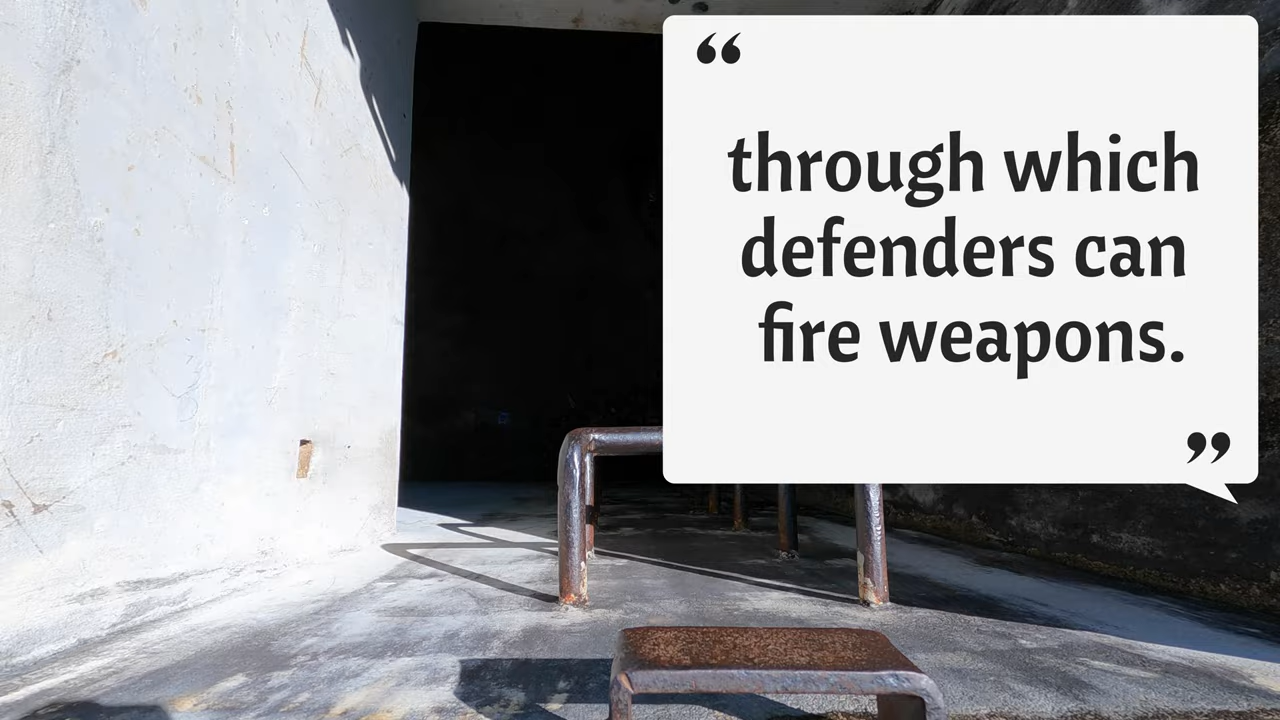 “
through which
defenders can
fire weapons.
”